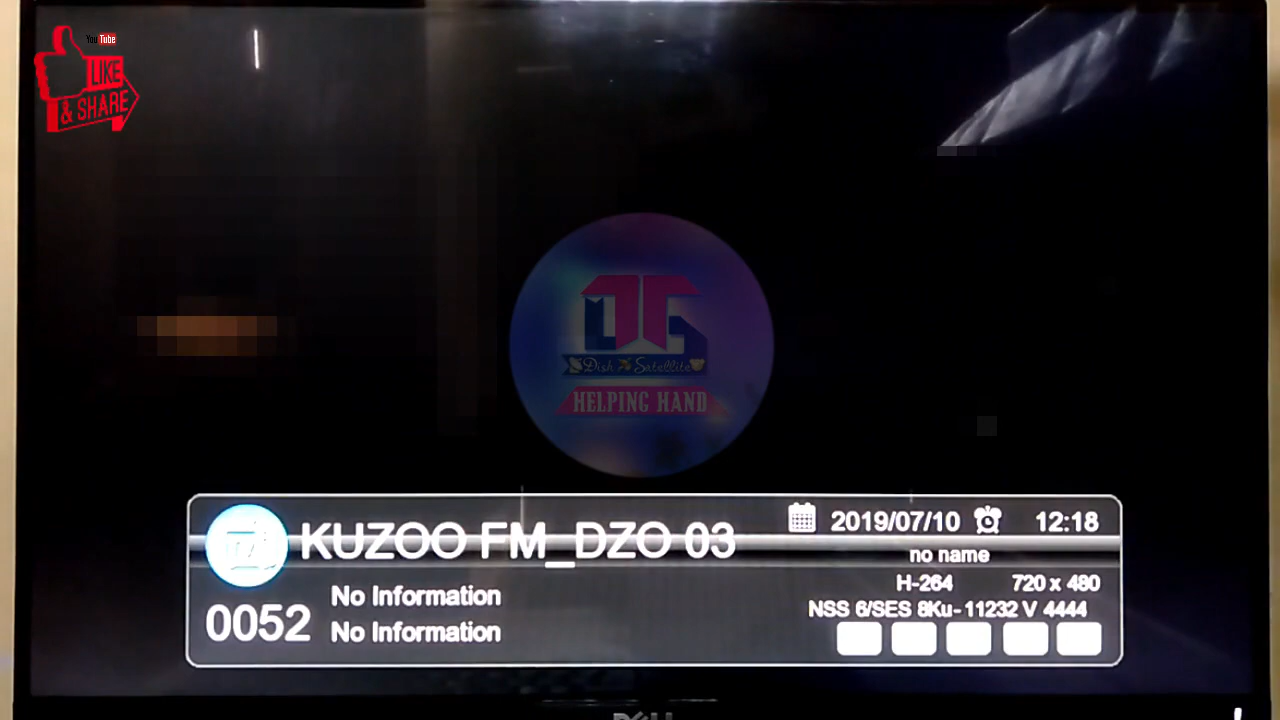 YouTube
LIKE
& SHARE
Dish Satellite
HELPING HAND
KUZOO FM_DZO 03
2019/07/10
12:18
no name
H-264
720 x 480
No Information
NSS 6/SES 8Ku-11232 V 4444
0052
No Information